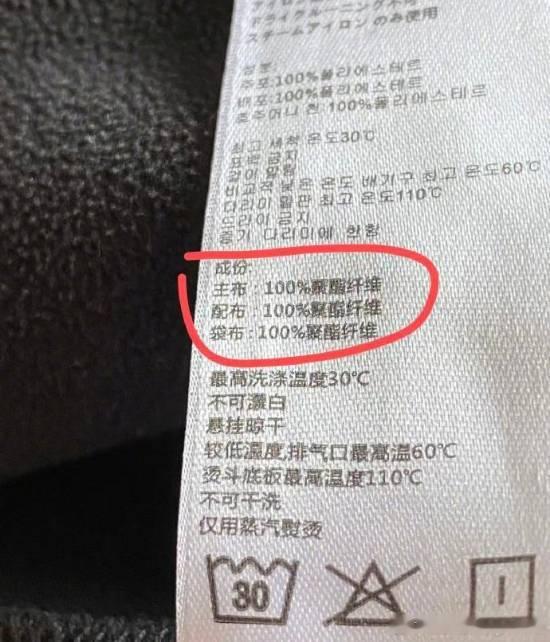 ドライクリーニング不可
スチームアイロンのみ使用
성분:
주포:100%폴리에스테르
배포:100%폴리에스테르
호주머니 천:100%폴리에스테르
최고 세탁 온도30℃
표백 금지
걸어 말림
비교적 낮은 온도 배기구 최고 온도60℃
다리미 밑판 최고 온도110℃
드라이 금지
증기 다리미에 한함
成份:
主布:100%聚酯纤维
配布:100%聚酯纤维
袋布:100%聚酯纤维
最高洗涤温度30℃
不可漂白
悬挂晾干
较低温度,排气口最高温60℃
烫斗底板最高温度110℃
不可干洗
仅用蒸汽熨烫
30